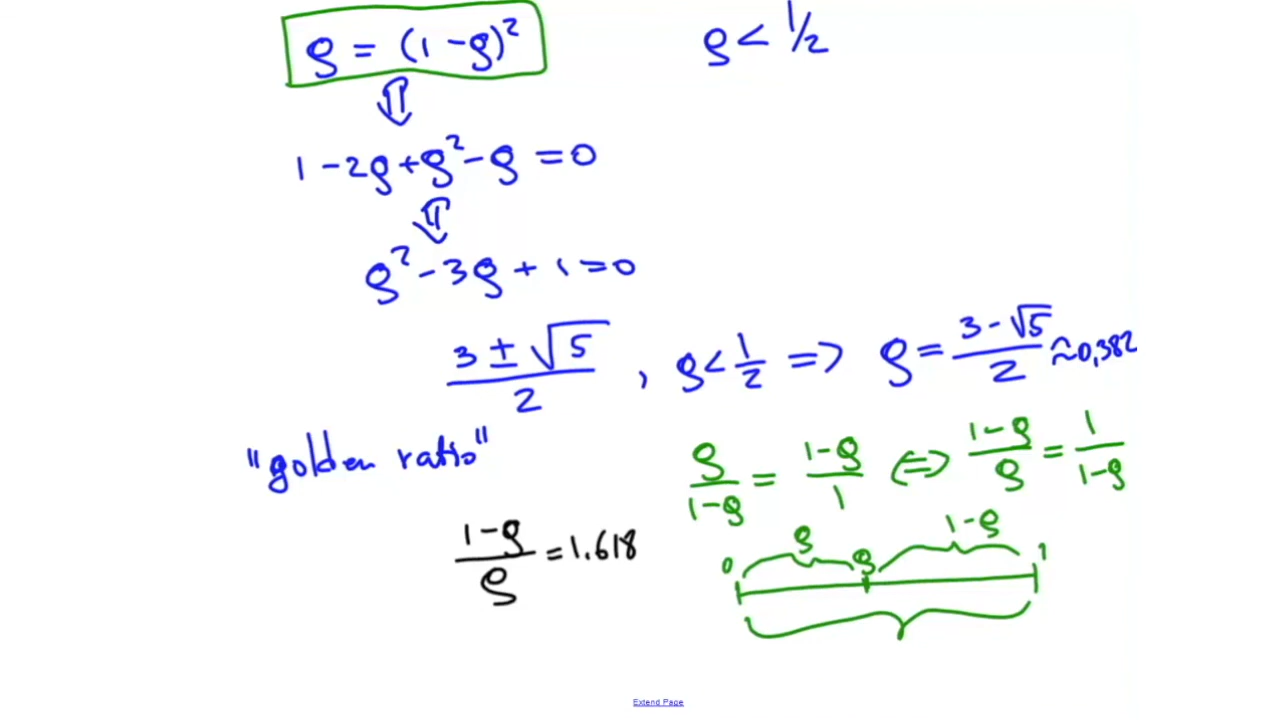 ϱ = (1-ϱ)² ϱ < 1/2
⇓
1-2ϱ+ϱ²-ϱ=0
⇓
ϱ²-3ϱ+1=0
(3±√5)/2 , ϱ<1/2 => ϱ=(3-√5)/2 ≈0,382
"golden ratio"
ϱ/(1-ϱ) = (1-ϱ)/1 <=> (1-ϱ)/ϱ = 1/(1-ϱ)
(1-ϱ)/ϱ =1.618
ϱ 1-ϱ
0 ϱ 1
Extend Page